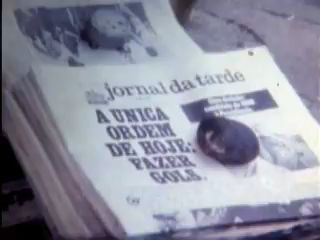 jornal da tarde
A UNICA
ORDEM
DE HOJE:
FAZER
GOLS.